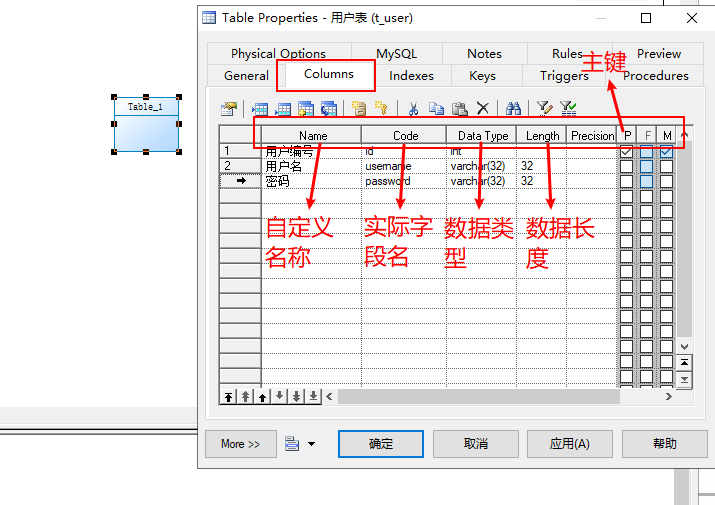 Table Properties - 用户表 (t_user)
Physical Options
MySQL
Notes
Rules
Preview
General
Columns
Indexes
Keys
Triggers
Procedures
主键
Table_1
Name
Code
Data Type
Length
Precision
P
F
M
1
用户编号
id
int
2
用户名
username
varchar(32)
32
密码
password
varchar(32)
32
自定义
名称
实际字
段名
数据类
型
数据长
度
More >>
确定
取消
应用(A)
帮助